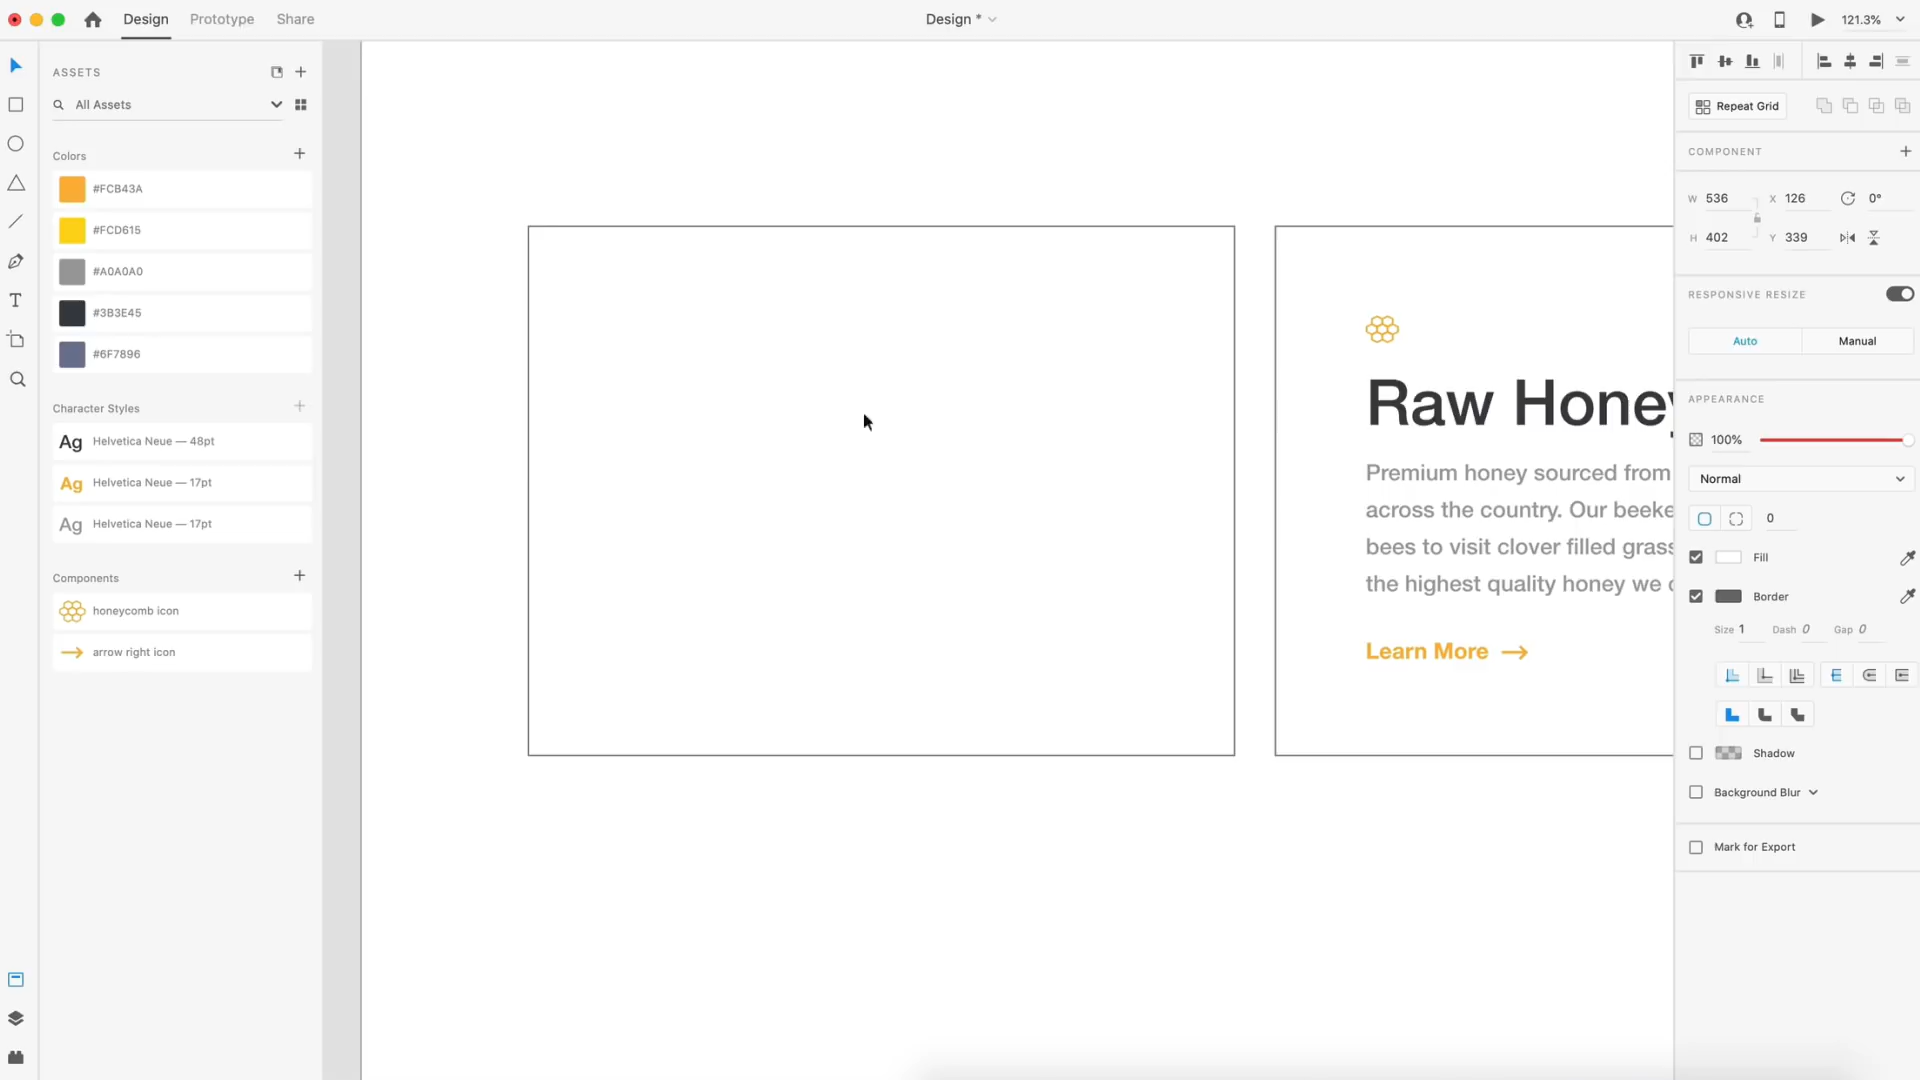 Design
Prototype
Share
Design *
121.3%
ASSETS
All Assets
Colors
#FCB43A
#FCD615
#A0A0A0
#3B3E45
#6F7896
Character Styles
Ag Helvetica Neue — 48pt
Ag Helvetica Neue — 17pt
Ag Helvetica Neue — 17pt
Components
honeycomb icon
arrow right icon
Raw Honey
Premium honey sourced from
across the country. Our beeke
bees to visit clover filled grass
the highest quality honey we c
Learn More
Repeat Grid
COMPONENT
W 536 X 126 0°
H 402 Y 339
RESPONSIVE RESIZE
Auto Manual
APPEARANCE
100%
Normal
0
Fill
Border
Size 1 Dash 0 Gap 0
Shadow
Background Blur
Mark for Export